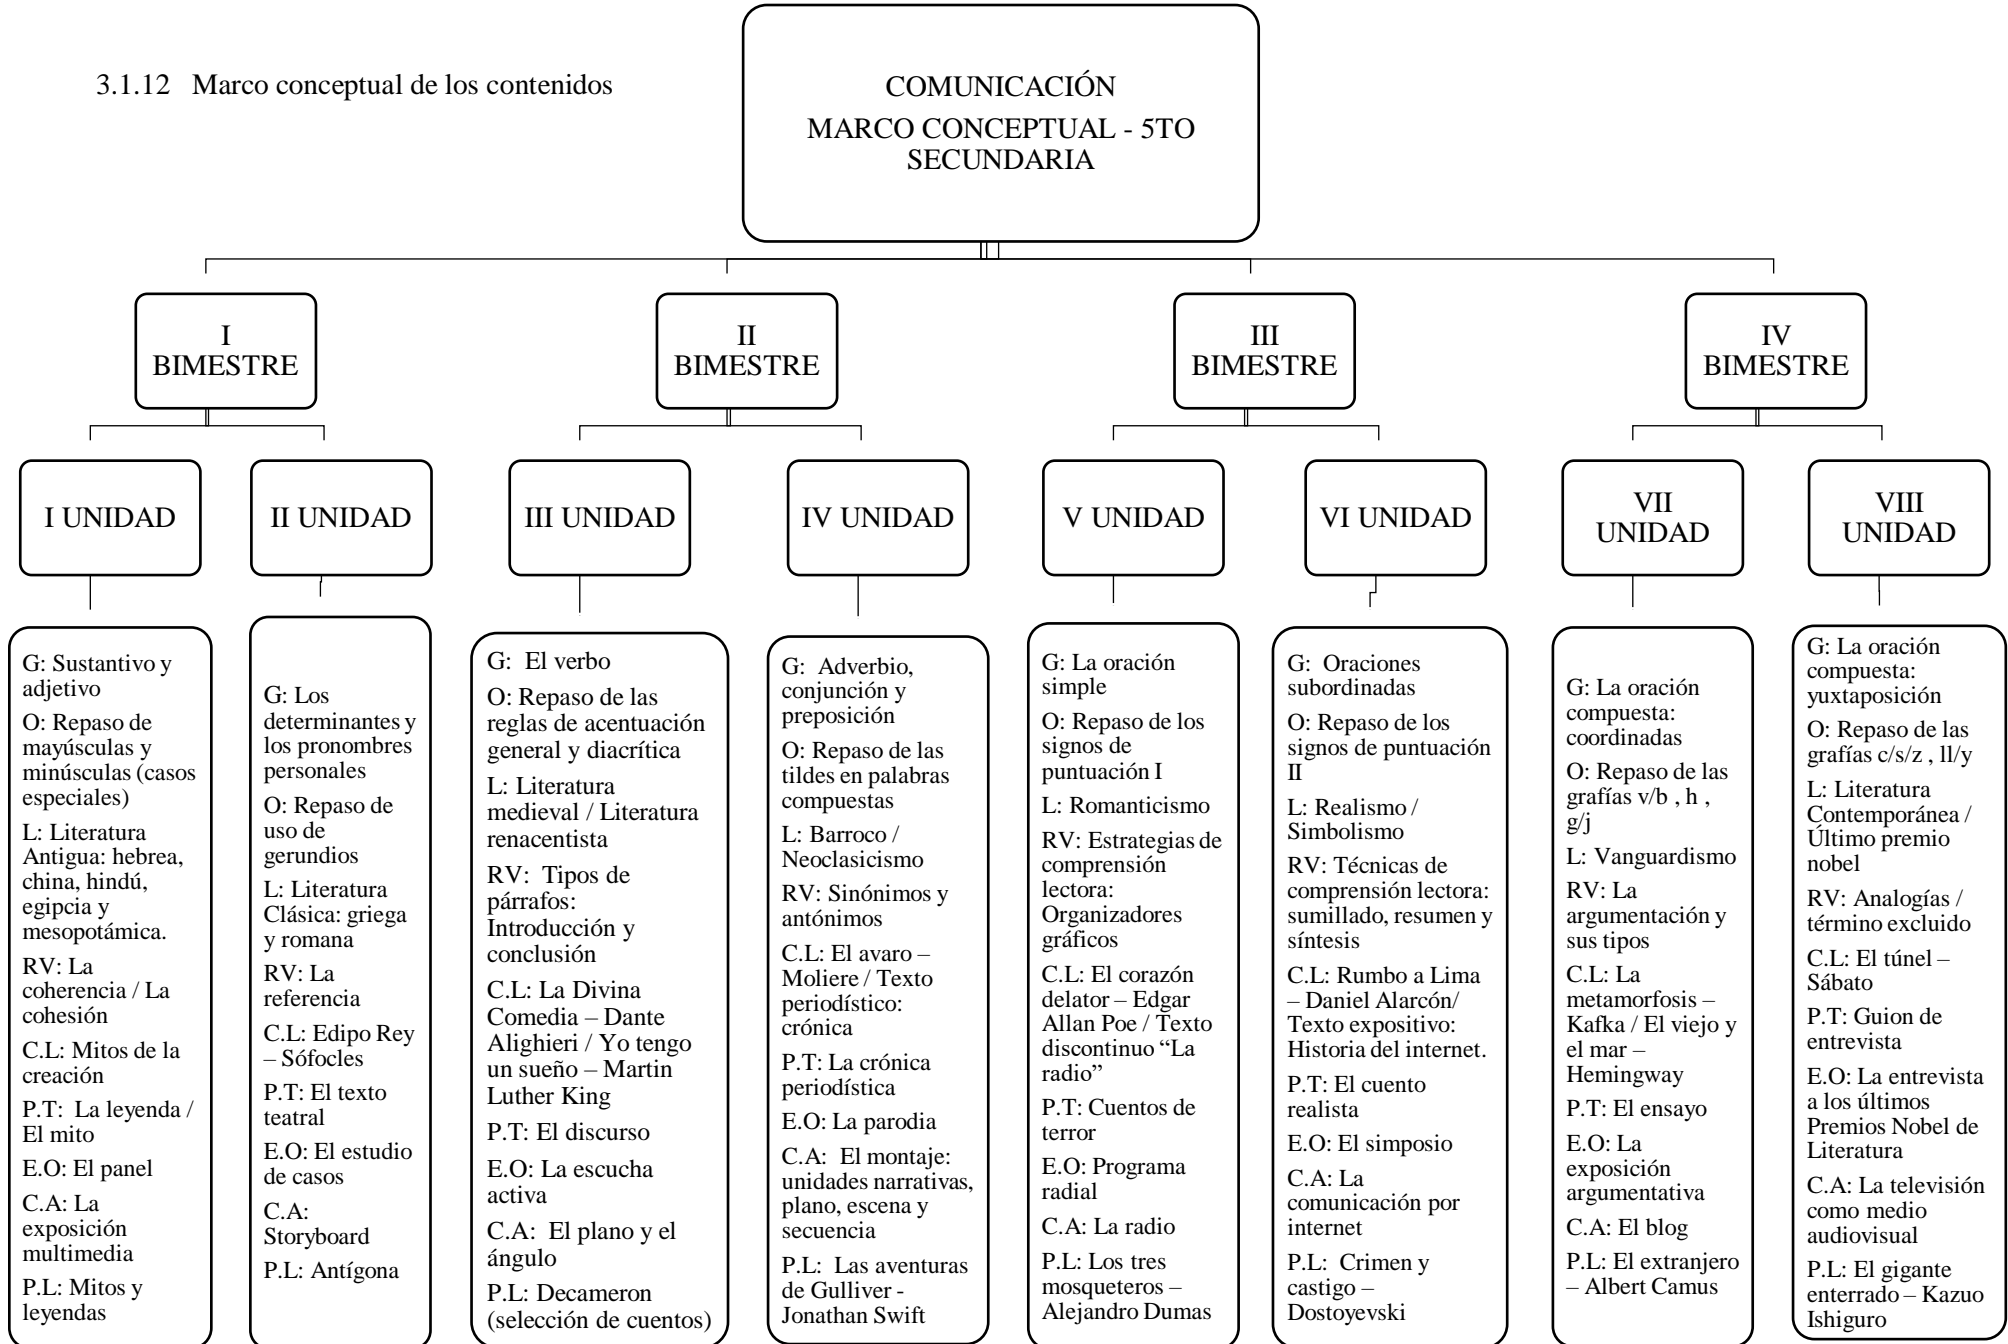 3.1.12 Marco conceptual de los contenidos
COMUNICACIÓN
MARCO CONCEPTUAL - 5TO
SECUNDARIA
I
BIMESTRE
II
BIMESTRE
III
BIMESTRE
IV
BIMESTRE
I UNIDAD
II UNIDAD
III UNIDAD
IV UNIDAD
V UNIDAD
VI UNIDAD
VII
UNIDAD
VIII
UNIDAD
G: Sustantivo y
adjetivo
O: Repaso de
mayúsculas y
minúsculas (casos
especiales)
L: Literatura
Antigua: hebrea,
china, hindú,
egipcia y
mesopotámica.
RV: La
coherencia / La
cohesión
C.L: Mitos de la
creación
P.T: La leyenda /
El mito
E.O: El panel
C.A: La
exposición
multimedia
P.L: Mitos y
leyendas
G: Los
determinantes y
los pronombres
personales
O: Repaso de
uso de
gerundios
L: Literatura
Clásica: griega
y romana
RV: La
referencia
C.L: Edipo Rey
– Sófocles
P.T: El texto
teatral
E.O: El estudio
de casos
C.A:
Storyboard
P.L: Antígona
G: El verbo
O: Repaso de las
reglas de acentuación
general y diacrítica
L: Literatura
medieval / Literatura
renacentista
RV: Tipos de
párrafos:
Introducción y
conclusión
C.L: La Divina
Comedia – Dante
Alighieri / Yo tengo
un sueño – Martin
Luther King
P.T: El discurso
E.O: La escucha
activa
C.A: El plano y el
ángulo
P.L: Decameron
(selección de cuentos)
G: Adverbio,
conjunción y
preposición
O: Repaso de las
tildes en palabras
compuestas
L: Barroco /
Neoclasicismo
RV: Sinónimos y
antónimos
C.L: El avaro –
Moliere / Texto
periodístico:
crónica
P.T: La crónica
periodística
E.O: La parodia
C.A: El montaje:
unidades narrativas,
plano, escena y
secuencia
P.L: Las aventuras
de Gulliver -
Jonathan Swift
G: La oración
simple
O: Repaso de los
signos de
puntuación I
L: Romanticismo
RV: Estrategias de
comprensión
lectora:
Organizadores
gráficos
C.L: El corazón
delator – Edgar
Allan Poe / Texto
discontinuo “La
radio”
P.T: Cuentos de
terror
E.O: Programa
radial
C.A: La radio
P.L: Los tres
mosqueteros –
Alejandro Dumas
G: Oraciones
subordinadas
O: Repaso de los
signos de puntuación
II
L: Realismo /
Simbolismo
RV: Técnicas de
comprensión lectora:
sumillado, resumen y
síntesis
C.L: Rumbo a Lima
– Daniel Alarcón/
Texto expositivo:
Historia del internet.
P.T: El cuento
realista
E.O: El simposio
C.A: La
comunicación por
internet
P.L: Crimen y
castigo –
Dostoyevski
G: La oración
compuesta:
coordinadas
O: Repaso de las
grafías v/b , h ,
g/j
L: Vanguardismo
RV: La
argumentación y
sus tipos
C.L: La
metamorfosis –
Kafka / El viejo y
el mar –
Hemingway
P.T: El ensayo
E.O: La
exposición
argumentativa
C.A: El blog
P.L: El extranjero
– Albert Camus
G: La oración
compuesta:
yuxtaposición
O: Repaso de las
grafías c/s/z , ll/y
L: Literatura
Contemporánea /
Último premio
nobel
RV: Analogías /
término excluido
C.L: El túnel –
Sábato
P.T: Guion de
entrevista
E.O: La entrevista
a los últimos
Premios Nobel de
Literatura
C.A: La televisión
como medio
audiovisual
P.L: El gigante
enterrado – Kazuo
Ishiguro